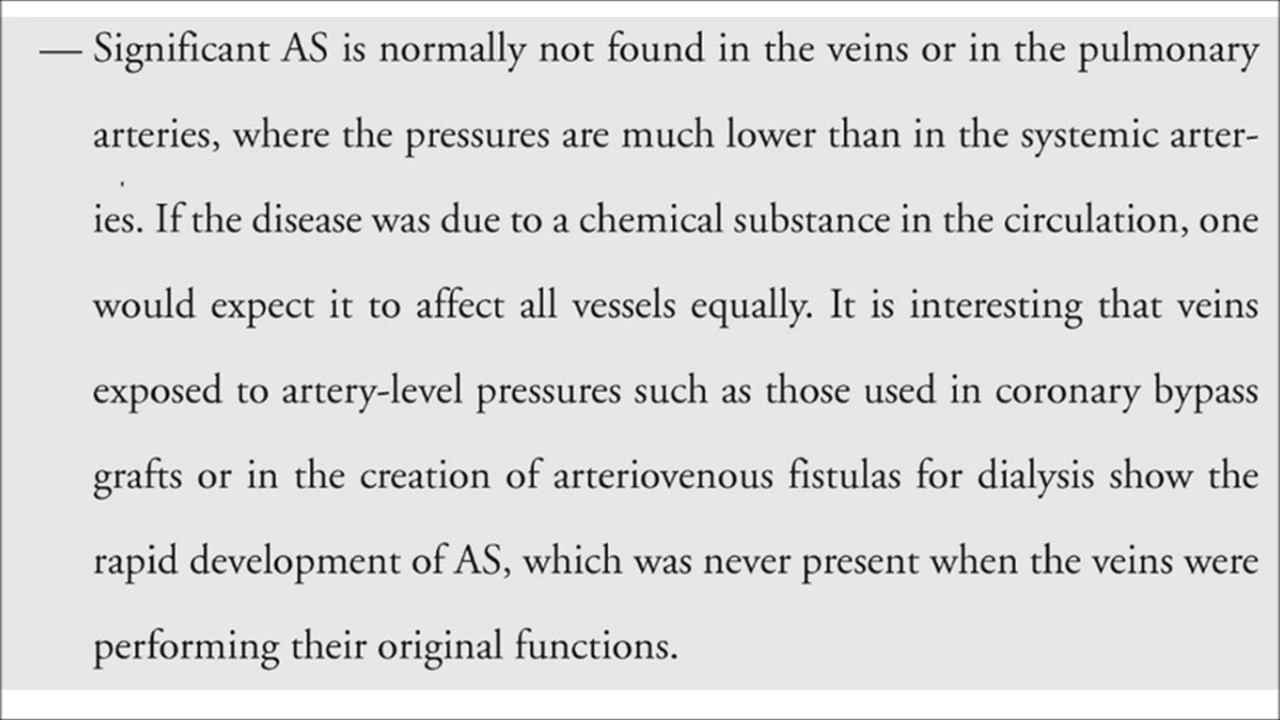 — Significant AS is normally not found in the veins or in the pulmonary
arteries, where the pressures are much lower than in the systemic arter-
ies. If the disease was due to a chemical substance in the circulation, one
would expect it to affect all vessels equally. It is interesting that veins
exposed to artery-level pressures such as those used in coronary bypass
grafts or in the creation of arteriovenous fistulas for dialysis show the
rapid development of AS, which was never present when the veins were
performing their original functions.